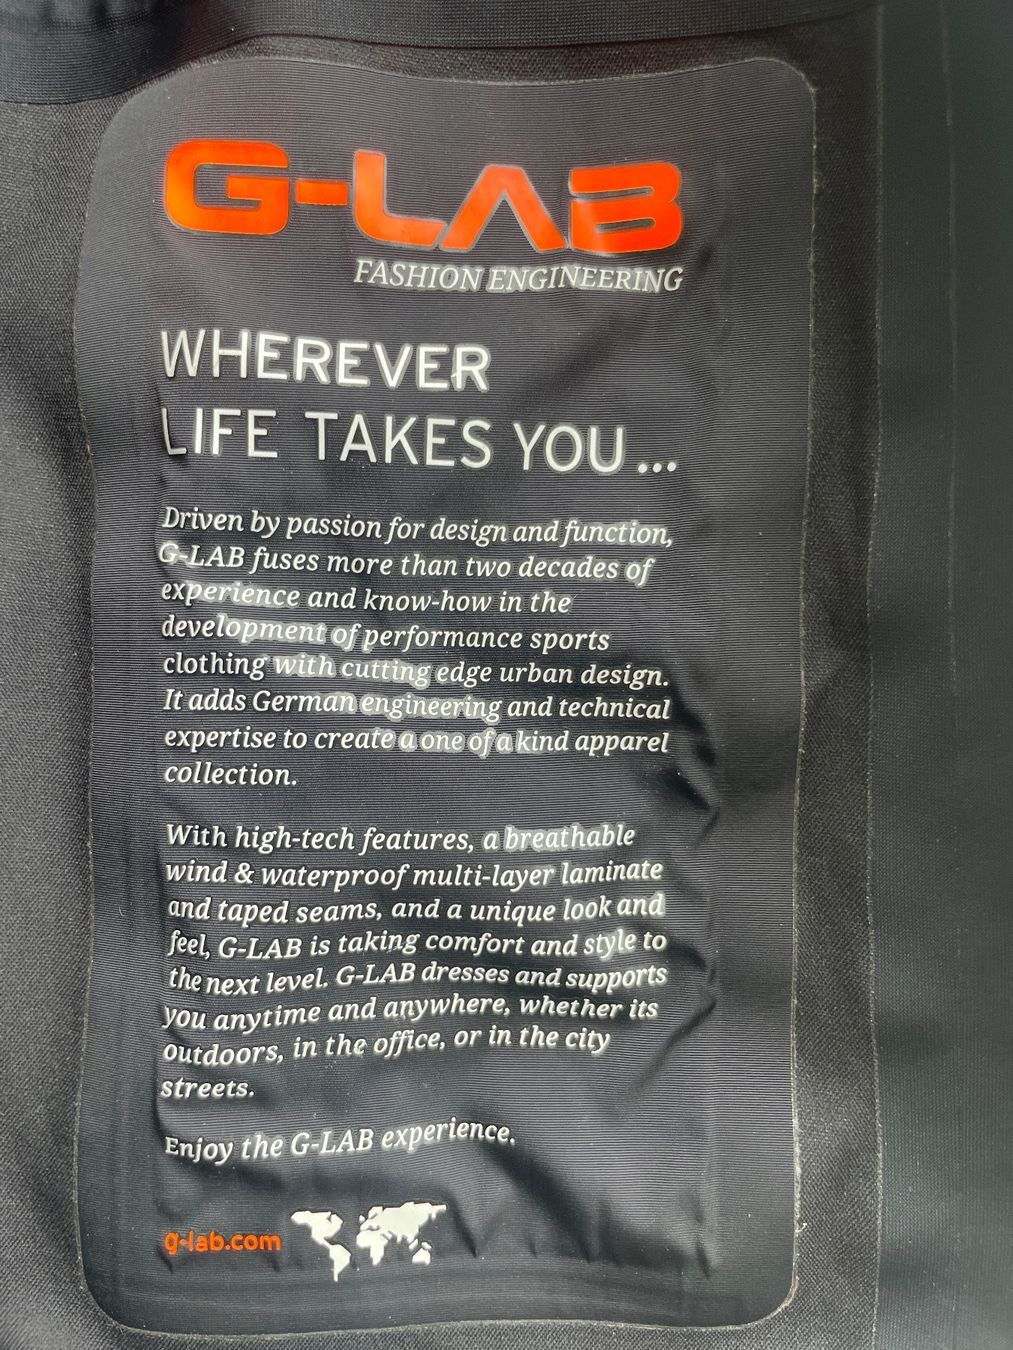 G-LAB
FASHION ENGINEERING
WHEREVER
LIFE TAKES YOU ...
Driven by passion for design and function,
G-LAB fuses more than two decades of
experience and know-how in the
development of performance sports
clothing with cutting edge urban design.
It adds German engineering and technical
expertise to create a one of a kind apparel
collection.
With high-tech features, a breathable
wind & waterproof multi-layer laminate
and taped seams, and a unique look and
feel, G-LAB is taking comfort and style to
the next level. G-LAB dresses and supports
you anytime and anywhere, whether its
outdoors, in the office, or in the city
streets.
Enjoy the G-LAB experience.
g-lab.com